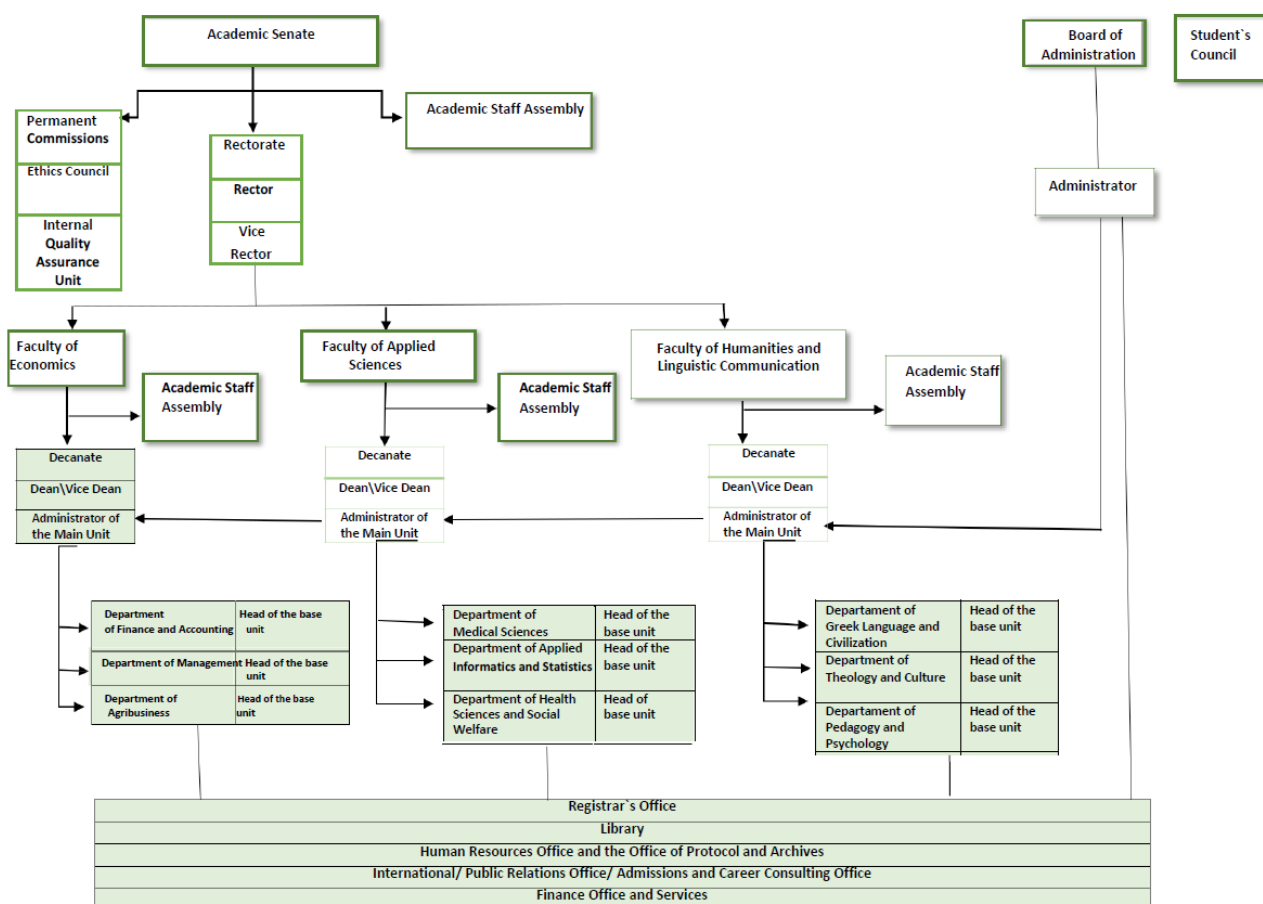 Academic Senate
Board of
Administration
Student`s
Council
Permanent
Commissions
Ethics Council
Internal
Quality
Assurance
Unit
Rectorate
Rector
Vice
Rector
Academic Staff Assembly
Administrator
Faculty of
Economics
Faculty of Applied
Sciences
Faculty of Humanities and
Linguistic Communication
Academic Staff
Assembly
Academic Staff
Assembly
Academic Staff
Assembly
Decanate
Dean\Vice Dean
Administrator of
the Main Unit
Decanate
Dean\Vice Dean
Administrator of
the Main Unit
Decanate
Dean\Vice Dean
Administrator of
the Main Unit
Department
of Finance and Accounting
Head of the base
unit
Department of Management
Head of the base
unit
Department of
Agribusiness
Head of the base
unit
Department of
Medical Sciences
Head of the
base unit
Department of Applied
Informatics and Statistics
Head of the
base unit
Department of Health
Sciences and Social
Welfare
Head of
base unit
Departament of
Greek Language and
Civilization
Head of the
base unit
Department of
Theology and Culture
Head of the
base unit
Departament of
Pedagogy and
Psychology
Head of the
base unit
Registrar`s Office
Library
Human Resources Office and the Office of Protocol and Archives
International/ Public Relations Office/ Admissions and Career Consulting Office
Finance Office and Services